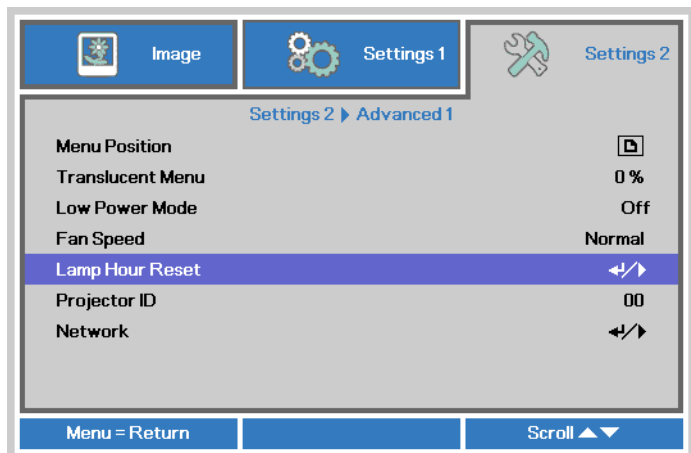 Image
Settings 1
Settings 2
Settings 2 ▶ Advanced 1
Menu Position
Translucent Menu 0 %
Low Power Mode Off
Fan Speed Normal
Lamp Hour Reset ↵/▶
Projector ID 00
Network ↵/▶
Menu = Return
Scroll ▲▼